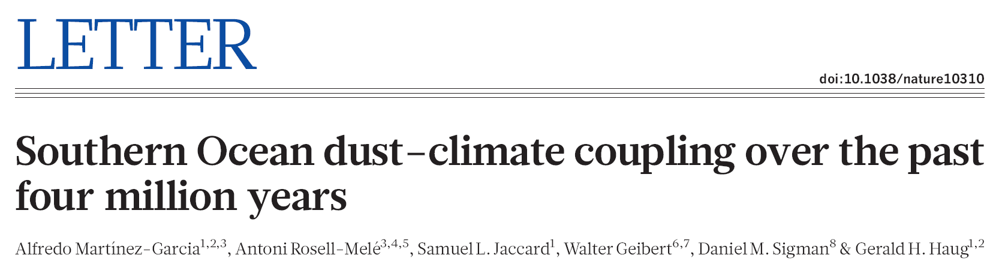 LETTER
doi:10.1038/nature10310
Southern Ocean dust–climate coupling over the past
four million years
Alfredo Martínez-Garcia1,2,3, Antoni Rosell-Melé3,4,5, Samuel L. Jaccard1, Walter Geibert6,7, Daniel M. Sigman8 & Gerald H. Haug1,2